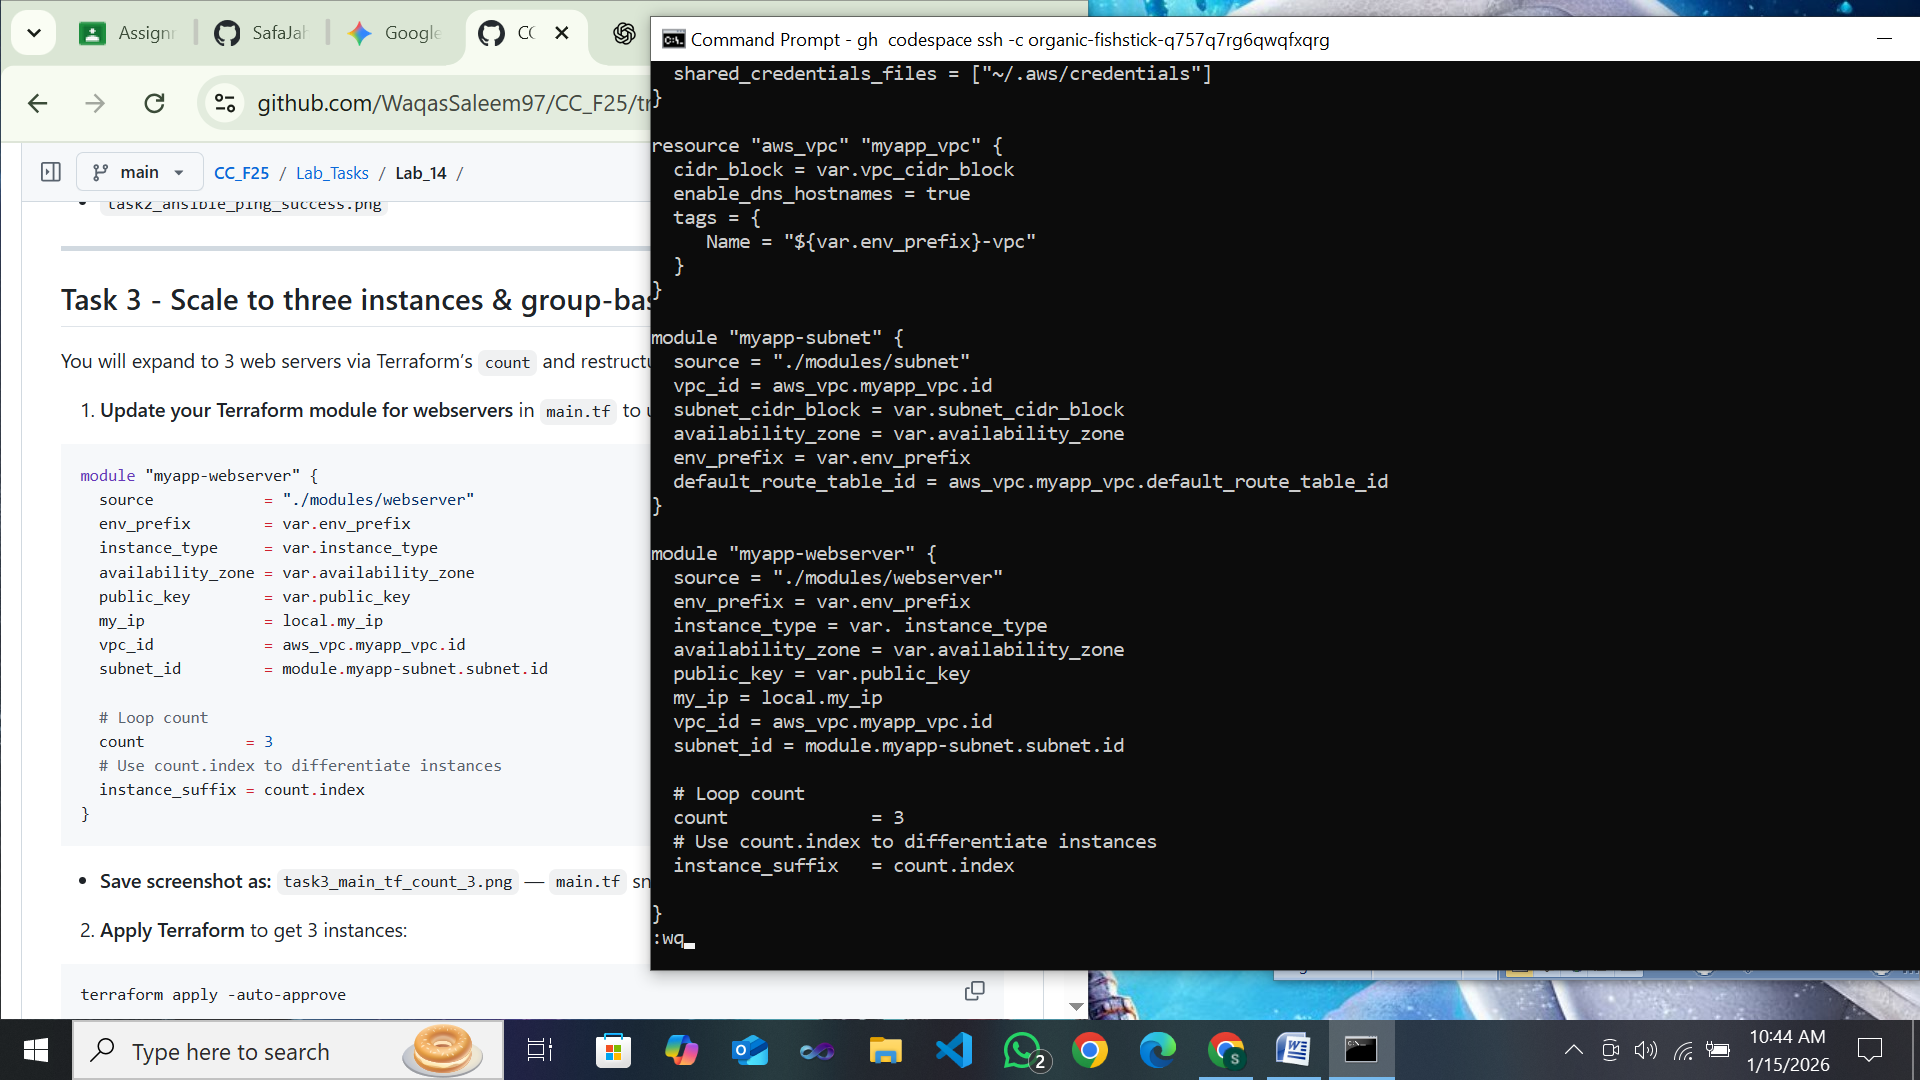 Assignr
SafaJah
Google
CC
github.com/WaqasSaleem97/CC_F25/tr
main
CC_F25 / Lab_Tasks / Lab_14 /
task2_ansible_ping_success.png
Task 3 - Scale to three instances & group-bas
You will expand to 3 web servers via Terraform's count and restructu
1. Update your Terraform module for webservers in main.tf to u
module "myapp-webserver" {
source = "./modules/webserver"
env_prefix = var.env_prefix
instance_type = var.instance_type
availability_zone = var.availability_zone
public_key = var.public_key
my_ip = local.my_ip
vpc_id = aws_vpc.myapp_vpc.id
subnet_id = module.myapp-subnet.subnet.id
# Loop count
count = 3
# Use count.index to differentiate instances
instance_suffix = count.index
}
Save screenshot as: task3_main_tf_count_3.png — main.tf sn
2. Apply Terraform to get 3 instances:
terraform apply -auto-approve
Command Prompt - gh codespace ssh -c organic-fishstick-q757q7rg6qwqfxqrg
shared_credentials_files = ["~/.aws/credentials"]
}
resource "aws_vpc" "myapp_vpc" {
cidr_block = var.vpc_cidr_block
enable_dns_hostnames = true
tags = {
Name = "${var.env_prefix}-vpc"
}
}
module "myapp-subnet" {
source = "./modules/subnet"
vpc_id = aws_vpc.myapp_vpc.id
subnet_cidr_block = var.subnet_cidr_block
availability_zone = var.availability_zone
env_prefix = var.env_prefix
default_route_table_id = aws_vpc.myapp_vpc.default_route_table_id
}
module "myapp-webserver" {
source = "./modules/webserver"
env_prefix = var.env_prefix
instance_type = var. instance_type
availability_zone = var.availability_zone
public_key = var.public_key
my_ip = local.my_ip
vpc_id = aws_vpc.myapp_vpc.id
subnet_id = module.myapp-subnet.subnet.id
# Loop count
count = 3
# Use count.index to differentiate instances
instance_suffix = count.index
}
:wq
Type here to search
2
S
10:44 AM
1/15/2026